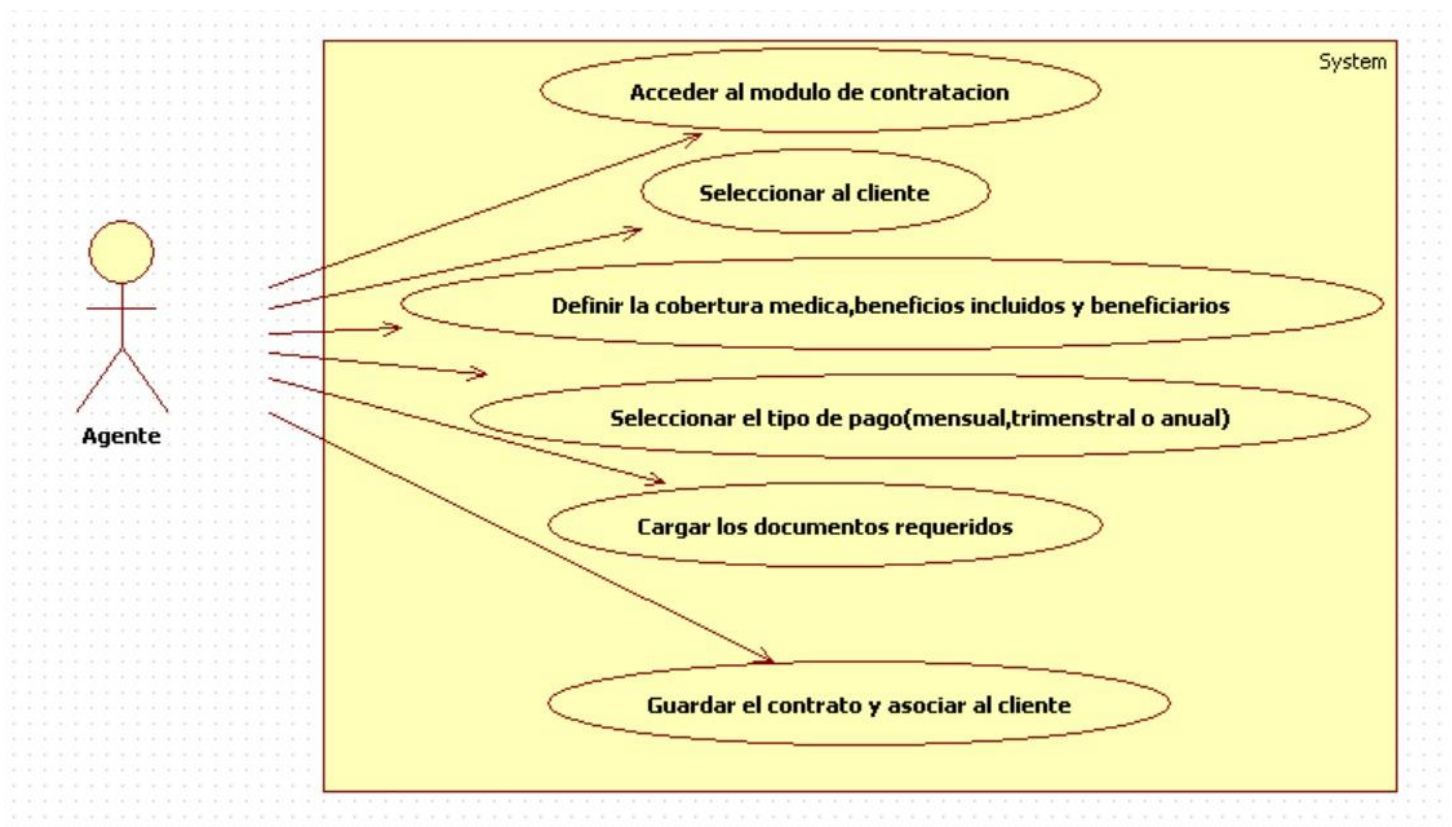 System
Acceder al modulo de contratacion
Seleccionar al cliente
Definir la cobertura medica,beneficios incluidos y beneficiarios
Seleccionar el tipo de pago(mensual,trimenstral o anual)
Agente
Cargar los documentos requeridos
Guardar el contrato y asociar al cliente